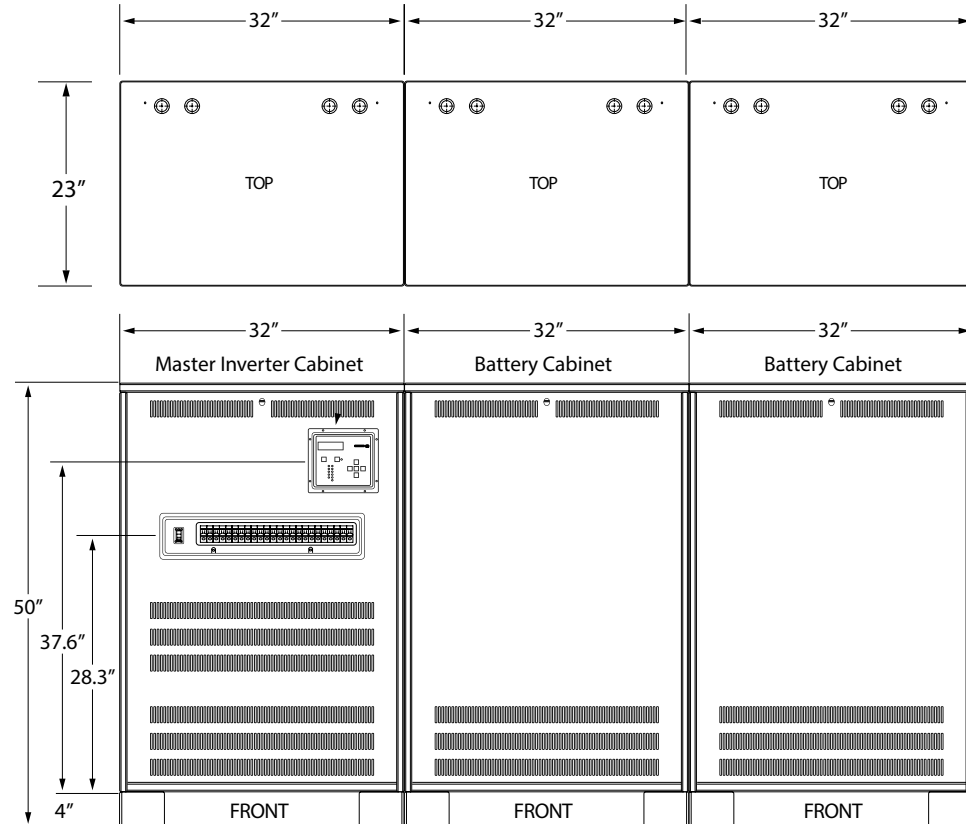 32” 32” 32”
23”
TOP TOP TOP
32” 32” 32”
Master Inverter Cabinet Battery Cabinet Battery Cabinet
50”
37.6”
28.3”
4” FRONT FRONT FRONT